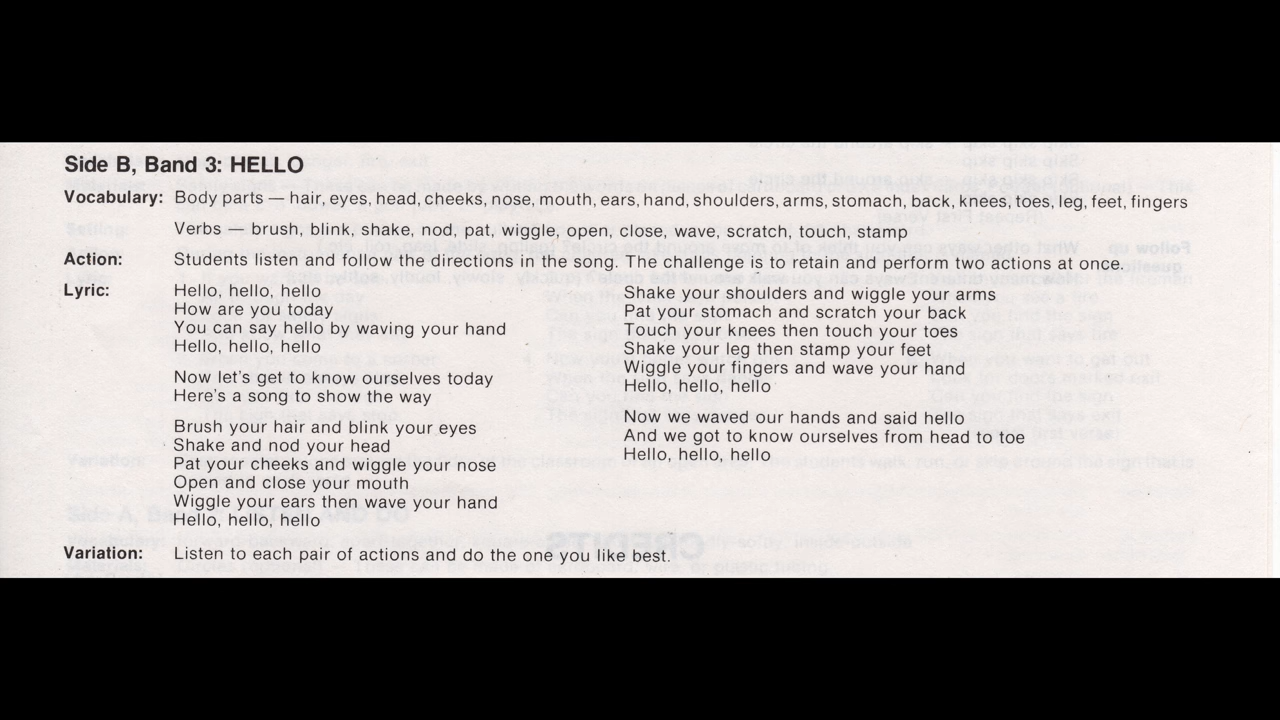 Side B, Band 3: HELLO
Vocabulary: Body parts — hair, eyes, head, cheeks, nose, mouth, ears, hand, shoulders, arms, stomach, back, knees, toes, leg, feet, fingers
Verbs — brush, blink, shake, nod, pat, wiggle, open, close, wave, scratch, touch, stamp
Action: Students listen and follow the directions in the song. The challenge is to retain and perform two actions at once.
Lyric: Hello, hello, hello
How are you today
You can say hello by waving your hand
Hello, hello, hello
Now let's get to know ourselves today
Here's a song to show the way
Brush your hair and blink your eyes
Shake and nod your head
Pat your cheeks and wiggle your nose
Open and close your mouth
Wiggle your ears then wave your hand
Hello, hello, hello
Shake your shoulders and wiggle your arms
Pat your stomach and scratch your back
Touch your knees then touch your toes
Shake your leg then stamp your feet
Wiggle your fingers and wave your hand
Hello, hello, hello
Now we waved our hands and said hello
And we got to know ourselves from head to toe
Hello, hello, hello
Variation: Listen to each pair of actions and do the one you like best.